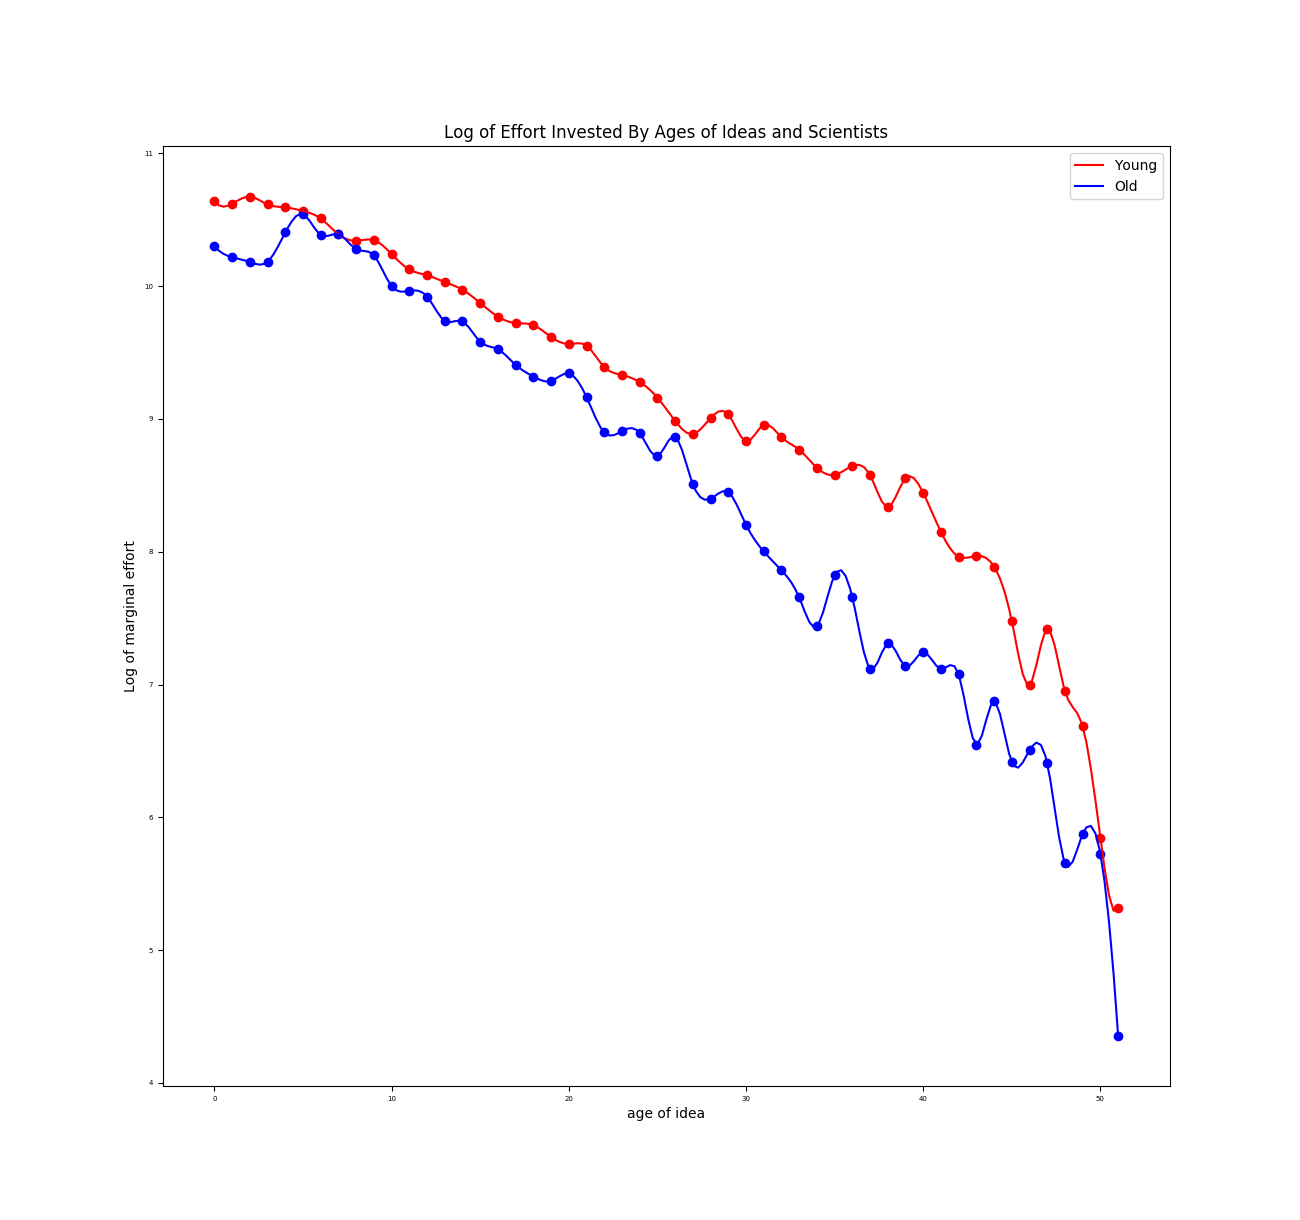 Log of Effort Invested By Ages of Ideas and Scientists
Young
Old
Log of marginal effort
11
10
9
8
7
6
5
4
0
10
20
30
40
50
age of idea